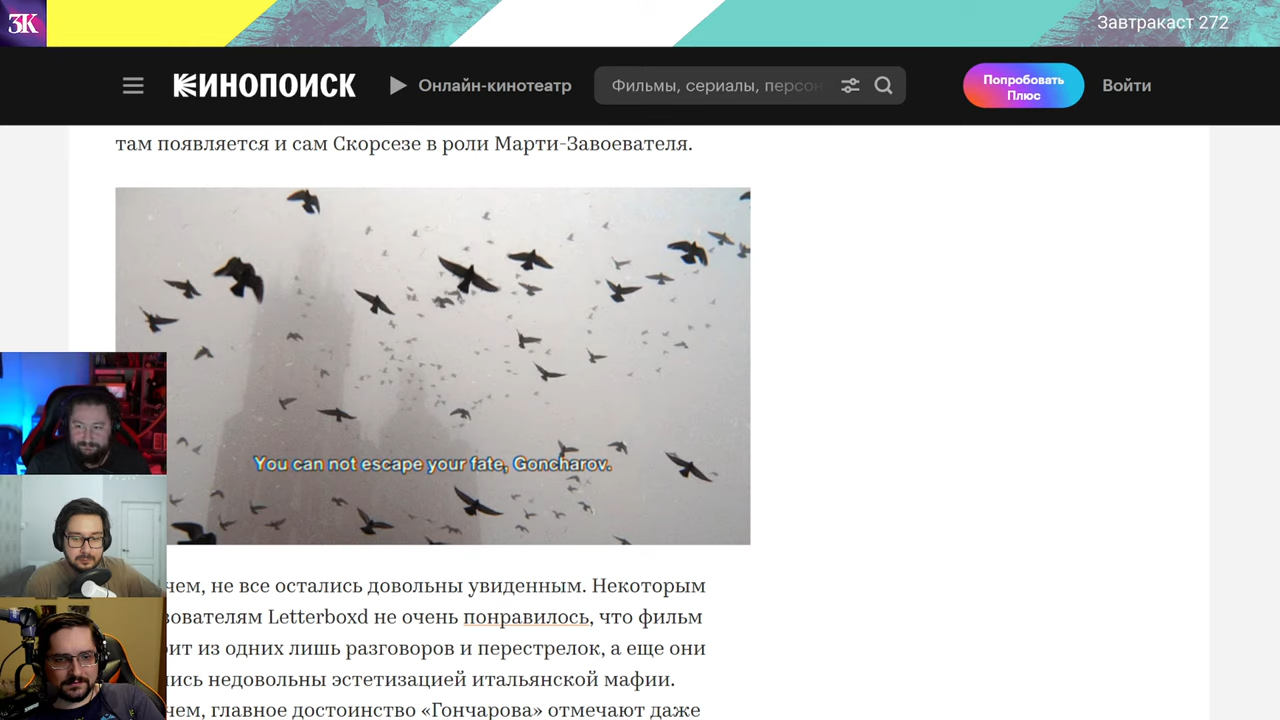 ЗК
Завтракаст 272
КИНОПОИСК
Онлайн-кинотеатр
Фильмы, сериалы, персон
Попробовать
Плюс
Войти
там появляется и сам Скорсезе в роли Марти-Завоевателя.
You can not escape your fate, Goncharov.
чем, не все остались довольны увиденным. Некоторым
зователям Letterboxd не очень понравилось, что фильм
ит из одних лишь разговоров и перестрелок, а еще они
ись недовольны эстетизацией итальянской мафии.
чем, главное достоинство «Гончарова» отмечают даже